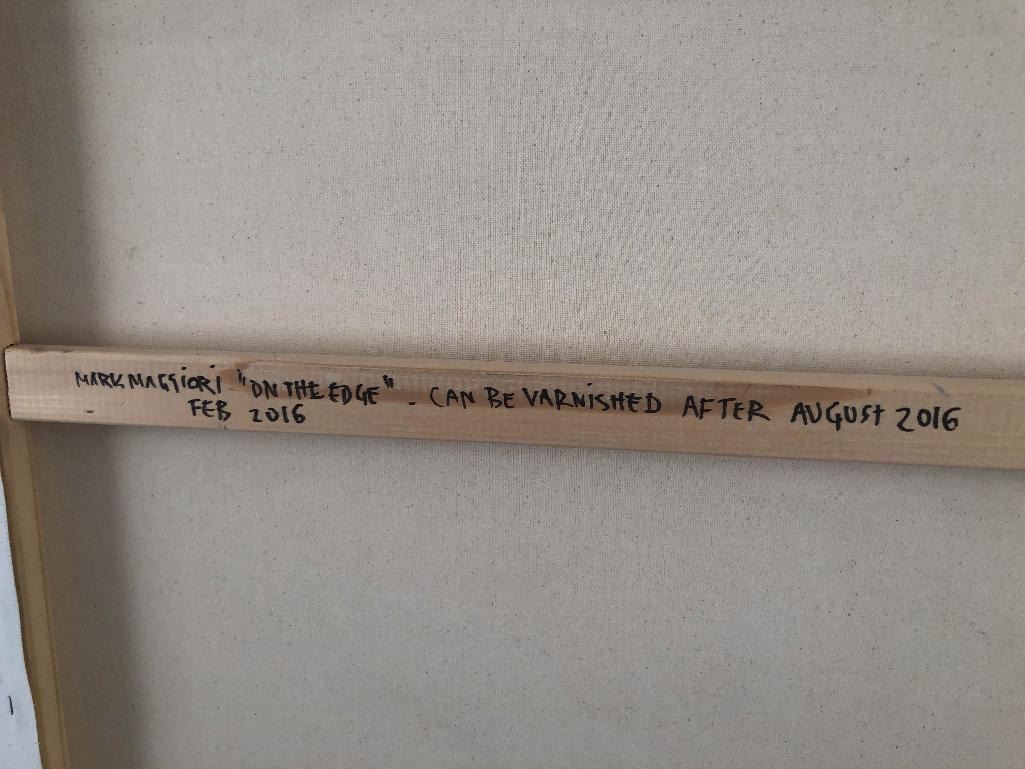 MARK MAGGIORI "ON THE EDGE". CAN BE VARNISHED AFTER AUGUST 2016
FEB 2016